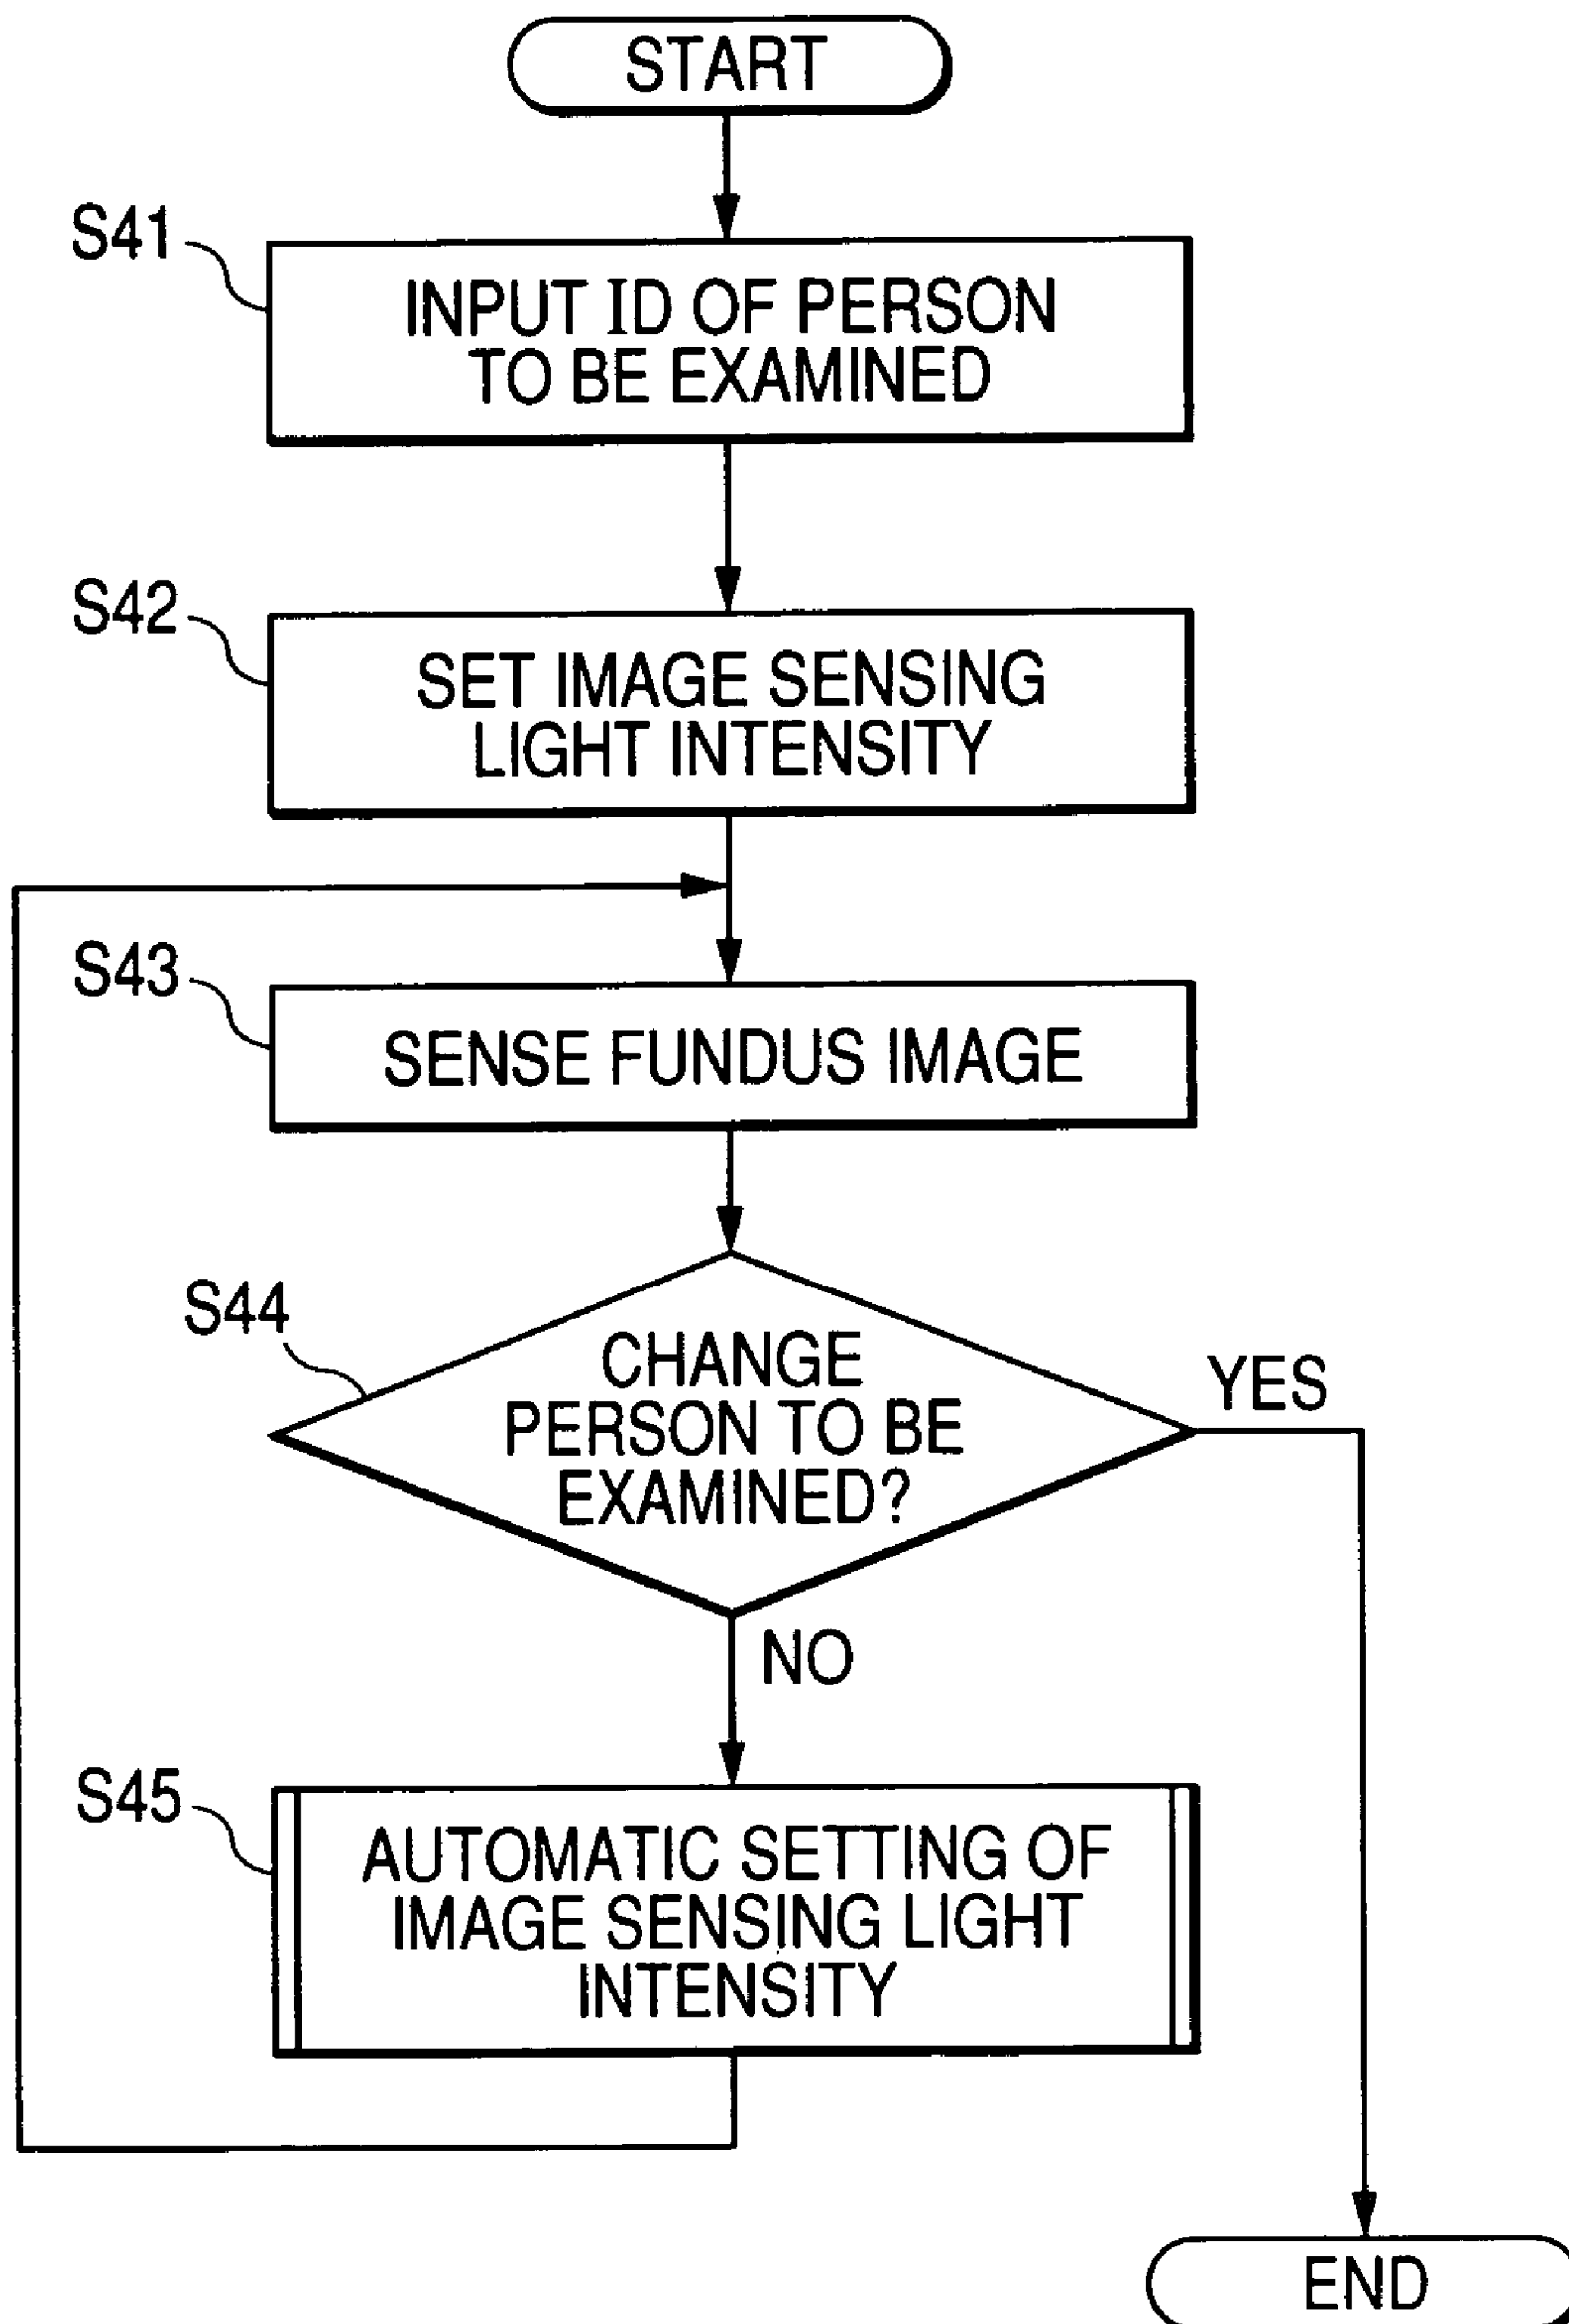 START
S41
INPUT ID OF PERSON
TO BE EXAMINED
S42
SET IMAGE SENSING
LIGHT INTENSITY
S43
SENSE FUNDUS IMAGE
S44
CHANGE
PERSON TO BE
EXAMINED?
YES
NO
S45
AUTOMATIC SETTING OF
IMAGE SENSING LIGHT
INTENSITY
END